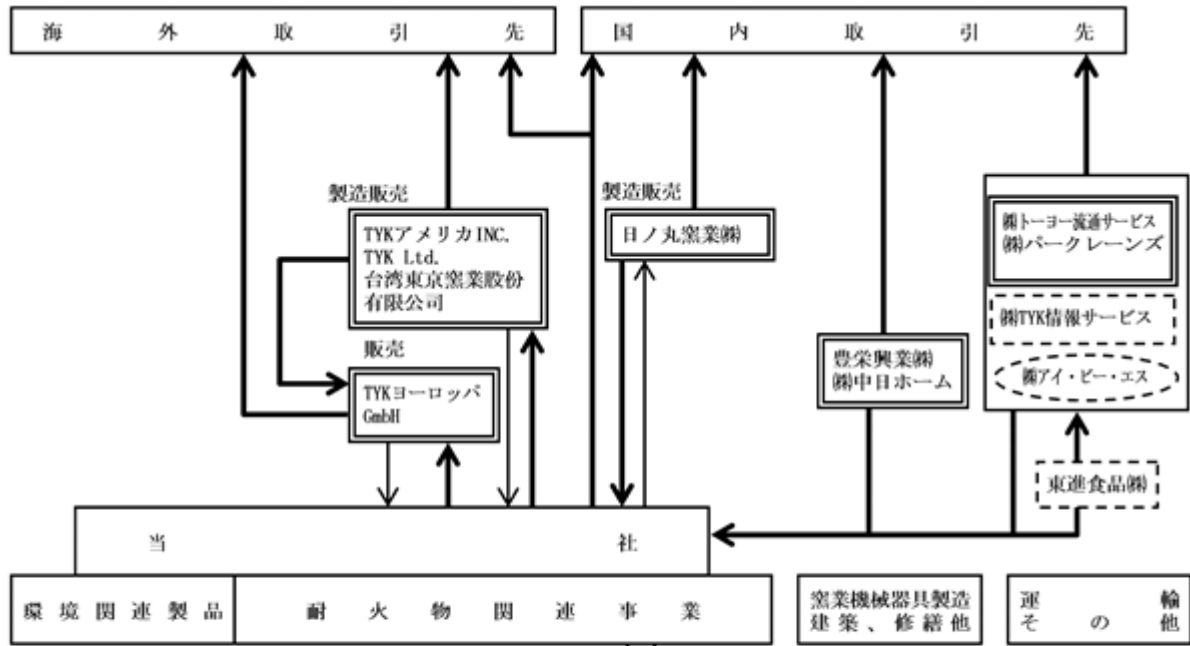 海外取引先
国内取引先
製造販売
TYKアメリカINC.
TYK Ltd.
台湾東京窯業股份
有限公司
製造販売
日ノ丸窯業㈱
㈱トーヨー流通サービス
㈱パークレーンズ
㈱TYK情報サービス
㈱アイ・ピー・エス
販売
TYKヨーロッパ
GmbH
豊栄興業㈱
㈱中日ホーム
東進食品㈱
当社
環境関連製品
耐火物関連事業
窯業機械器具製造
建築、修繕他
運輸
その他